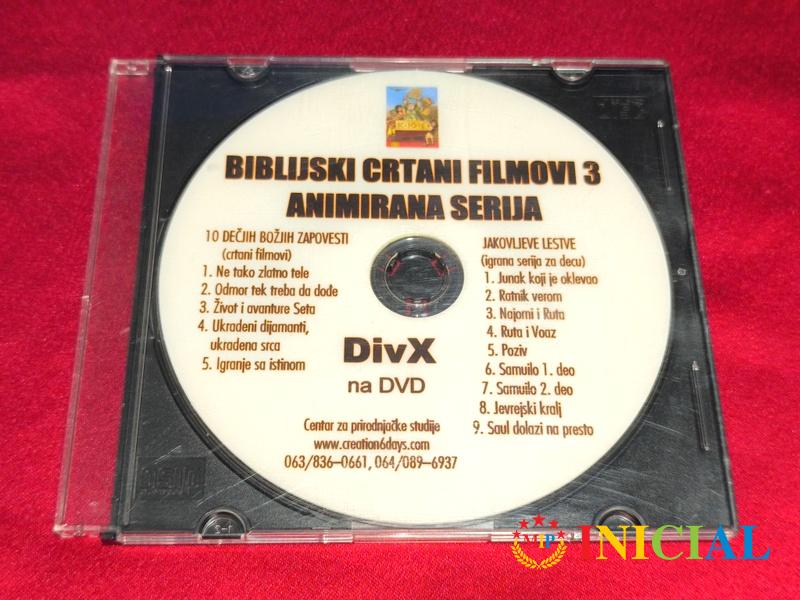 BIBLIJSKI CRTANI FILMOVI 3
ANIMIRANA SERIJA
10 DEČJIH BOŽJIH ZAPOVESTI
(crtani filmovi)
1. Ne tako zlatno tele
2. Odmor tek treba da dođe
3. Život i avanture Seta
4. Ukradeni dijamanti,
ukradena srca
5. Igranje sa istinom
JAKOVLJEVE LESTVE
(igrana serija za decu)
1. Junak koji je oklevao
2. Ratnik verom
3. Najomi i Ruta
4. Ruta i Voaz
5. Poziv
6. Samuilo 1. deo
7. Samuilo 2. deo
8. Jevrejski kralj
9. Saul dolazi na presto
DivX
na DVD
Centar za prirodnjačke studije
www.creation6days.com
063/836–0661, 064/089–6937
VIP INICIAL